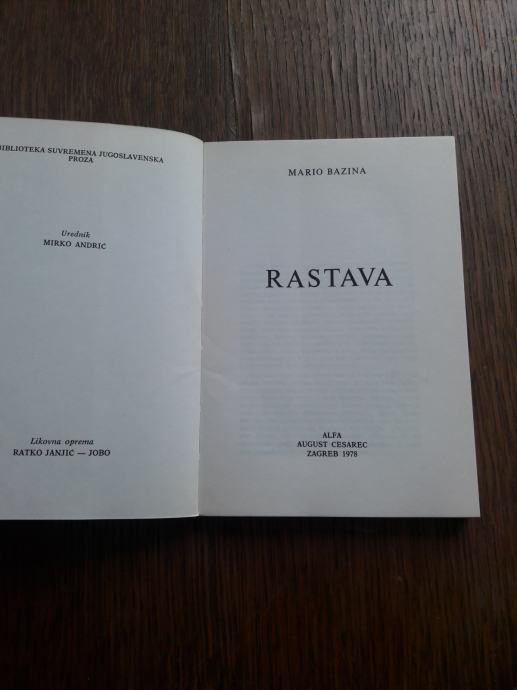 BIBLIOTEKA SUVREMENA JUGOSLAVENSKA
PROZA
Urednik
MIRKO ANDRIĆ
Likovna oprema
RATKO JANJIĆ — JOBO
MARIO BAZINA
RASTAVA
ALFA
AUGUST CESAREC
ZAGREB 1978